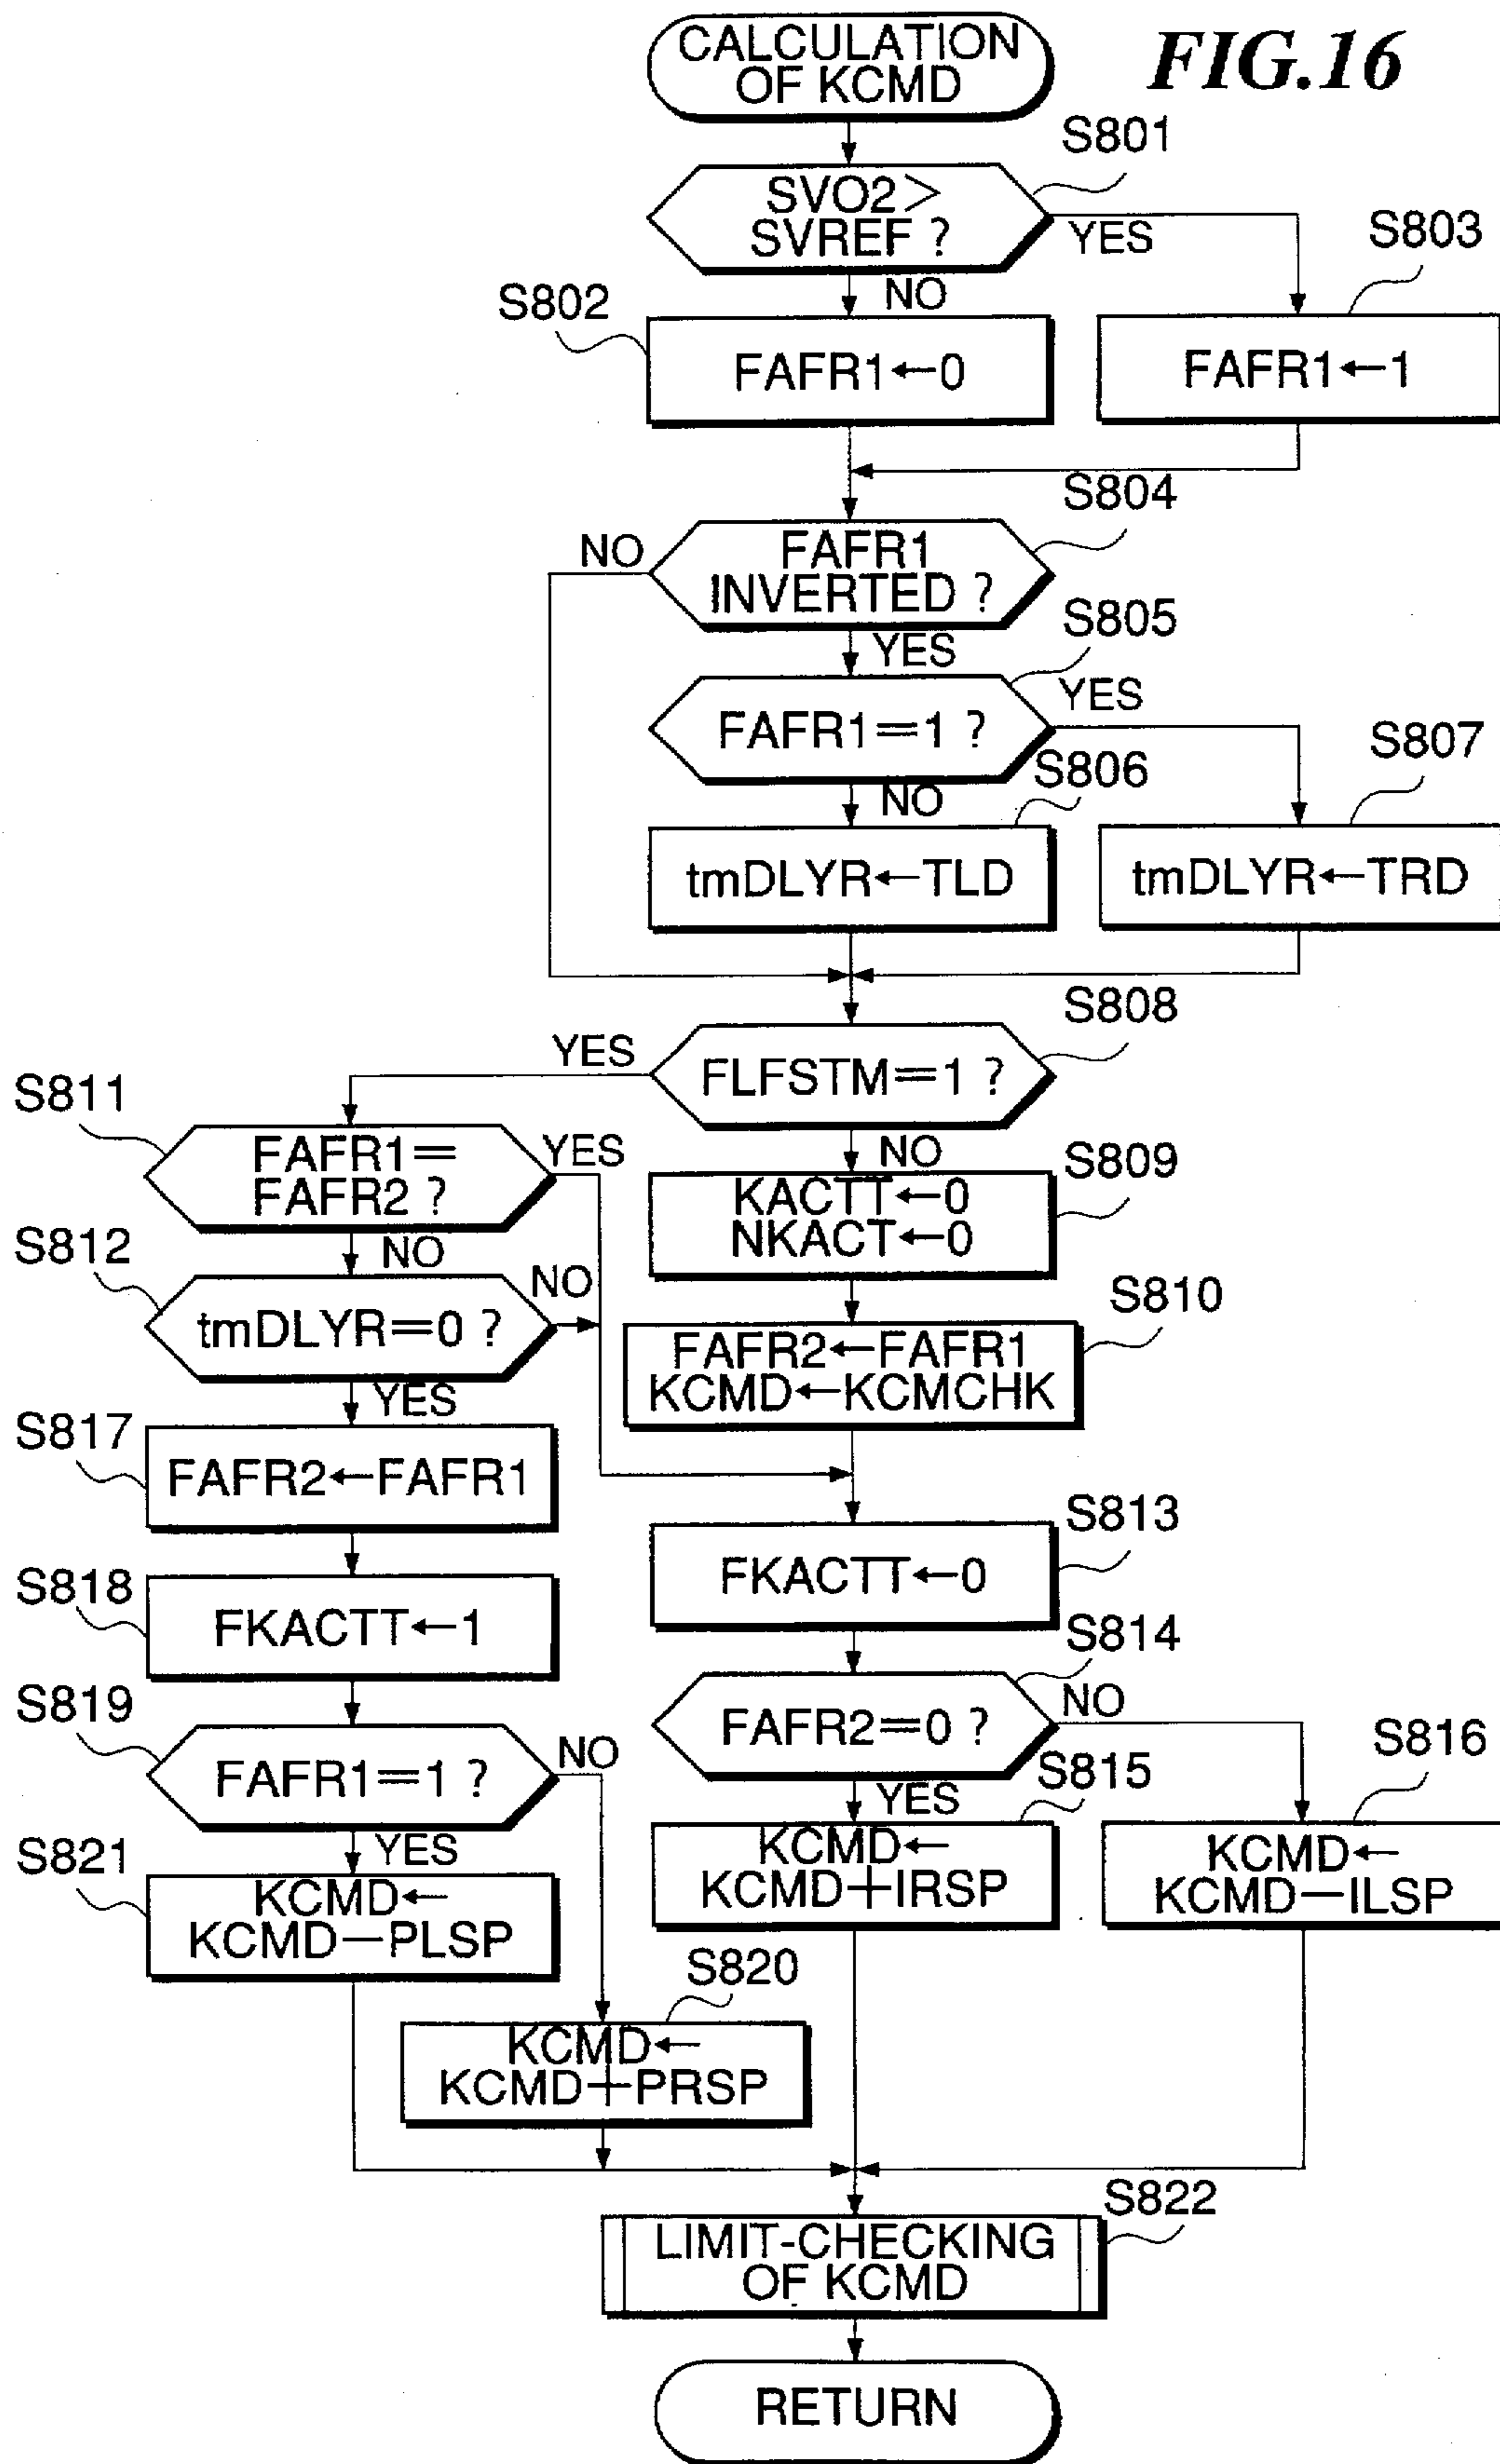 CALCULATION
OF KCMD
FIG.16
S801
SVO2>
SVREF ?
YES
S803
NO
S802
FAFR1←0
FAFR1←1
S804
NO
FAFR1
INVERTED ?
S805
YES
YES
FAFR1=1 ?
S807
S806
NO
tmDLYR←TLD
tmDLYR←TRD
S808
YES
FLFSTM=1 ?
S811
FAFR1=
FAFR2 ?
YES
NO
S809
KACTT←0
NKACT←0
S812
NO
NO
tmDLYR=0 ?
S810
FAFR2←FAFR1
KCMD←KCMCHK
YES
S817
FAFR2←FAFR1
S813
FKACTT←0
S818
FKACTT←1
S814
S819
FAFR2=0 ?
NO
NO
FAFR1=1 ?
S816
S815
YES
YES
S821
KCMD←
KCMD+IRSP
KCMD←
KCMD−ILSP
KCMD←
KCMD−PLSP
S820
KCMD←
KCMD+PRSP
S822
LIMIT-CHECKING
OF KCMD
RETURN